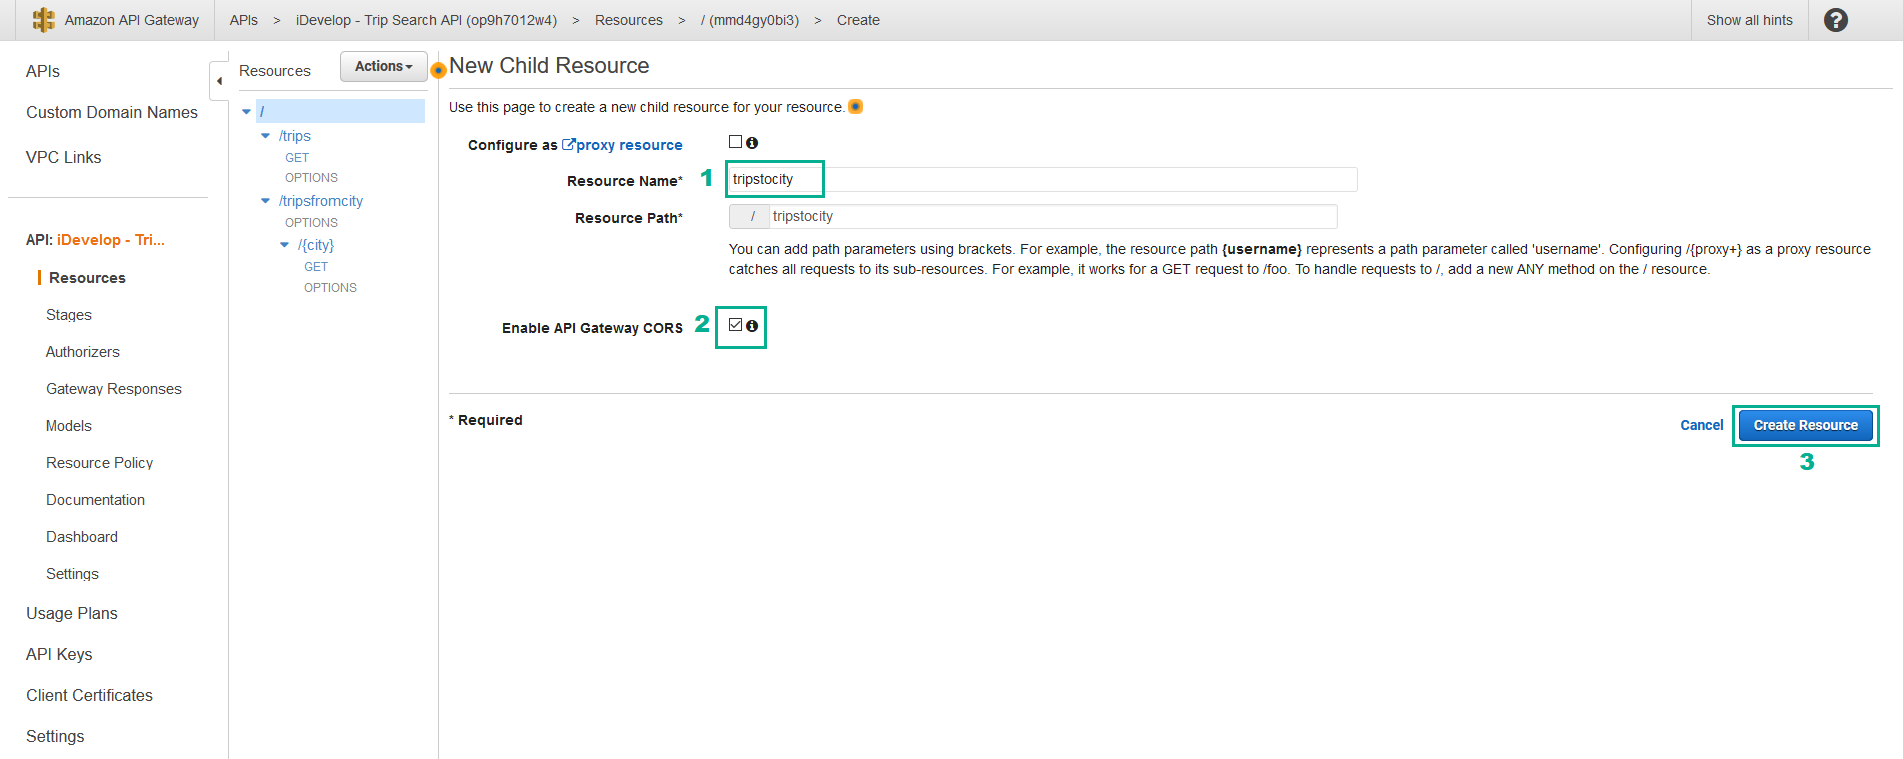 Amazon API Gateway
APIs > iDevelop - Trip Search API (op9h7012w4) > Resources > / (mmd4gy0bi3) > Create
Show all hints
?
APIs
Custom Domain Names
VPC Links
API: iDevelop - Tri...
Resources
Stages
Authorizers
Gateway Responses
Models
Resource Policy
Documentation
Dashboard
Settings
Usage Plans
API Keys
Client Certificates
Settings
Resources
Actions
/
/trips
GET
OPTIONS
/tripsfromcity
OPTIONS
/{city}
GET
OPTIONS
New Child Resource
Use this page to create a new child resource for your resource.
Configure as proxy resource
Resource Name*
1
tripstocity
Resource Path*
/ tripstocity
You can add path parameters using brackets. For example, the resource path {username} represents a path parameter called 'username'. Configuring /{proxy+} as a proxy resource
catches all requests to its sub-resources. For example, it works for a GET request to /foo. To handle requests to /, add a new ANY method on the / resource.
Enable API Gateway CORS
2
* Required
Cancel
Create Resource
3